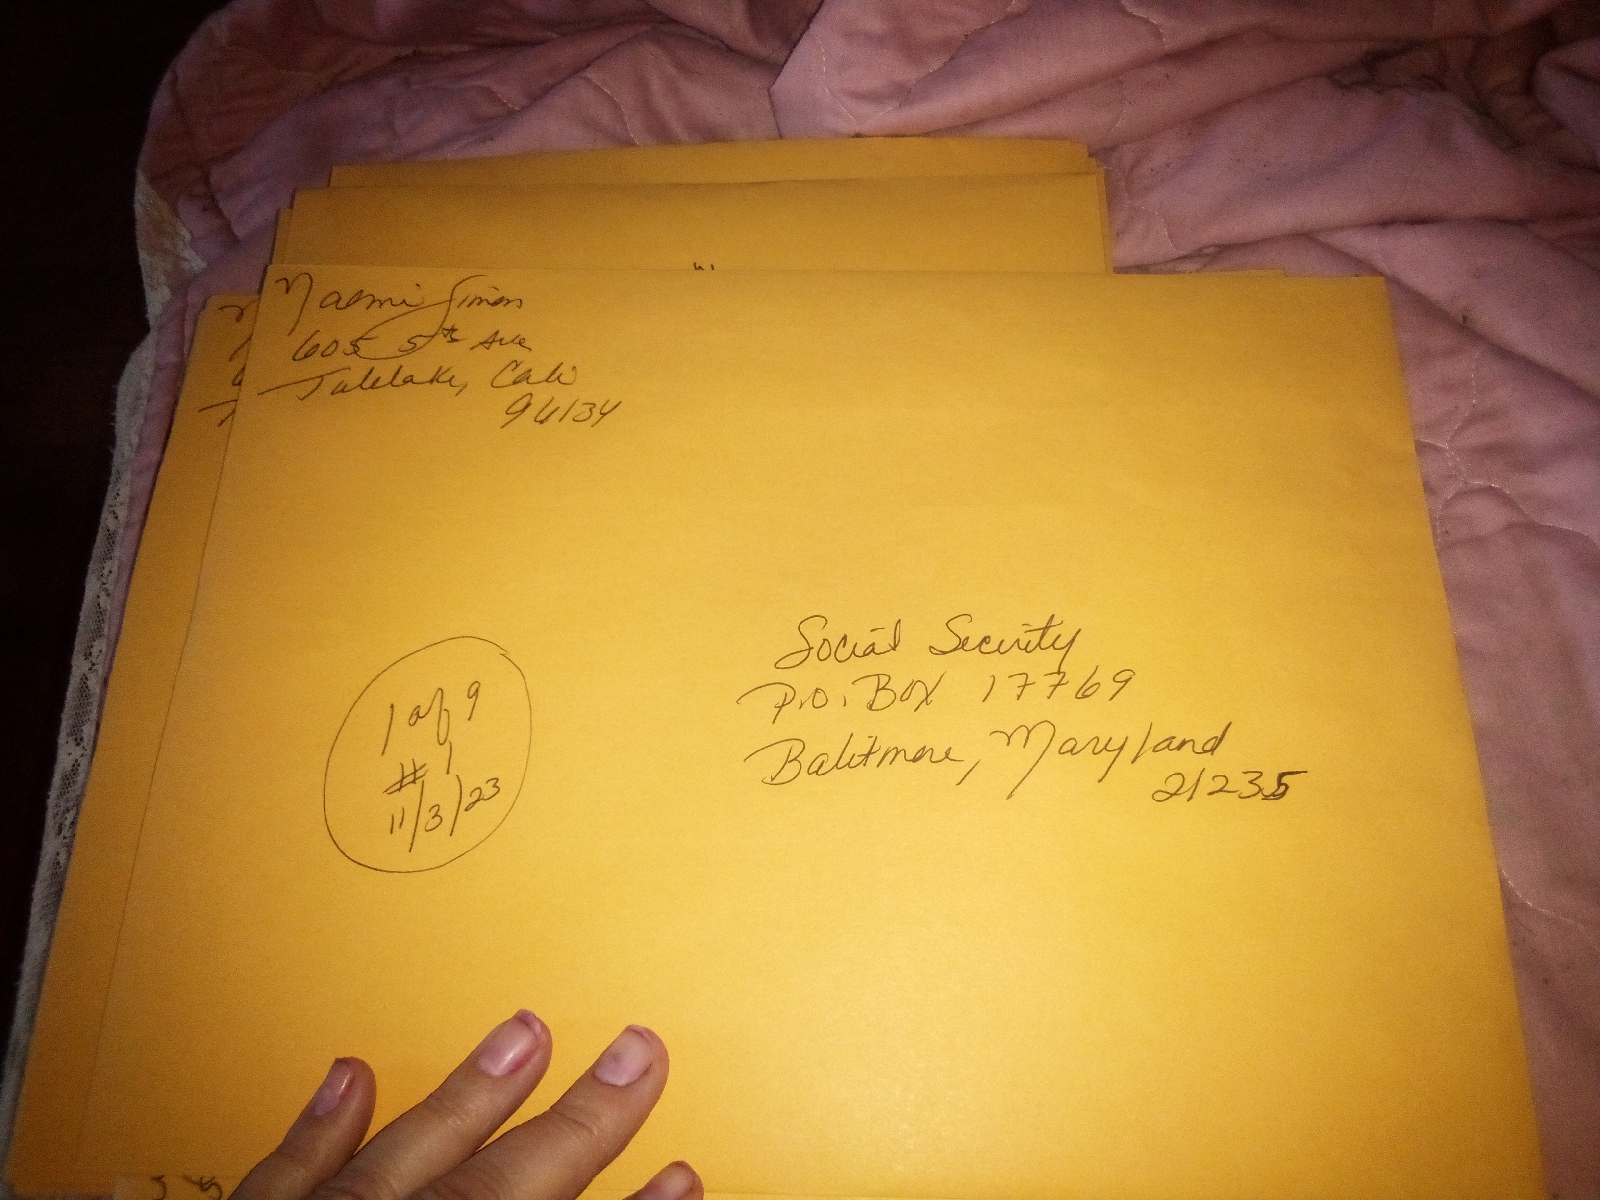 Naomi Simon
605 5th Ave
Tulelake, Cali
96134
1 of 9
#1
11/3/23
Social Security
P.O. Box 17769
Balitmore, Maryland
21235